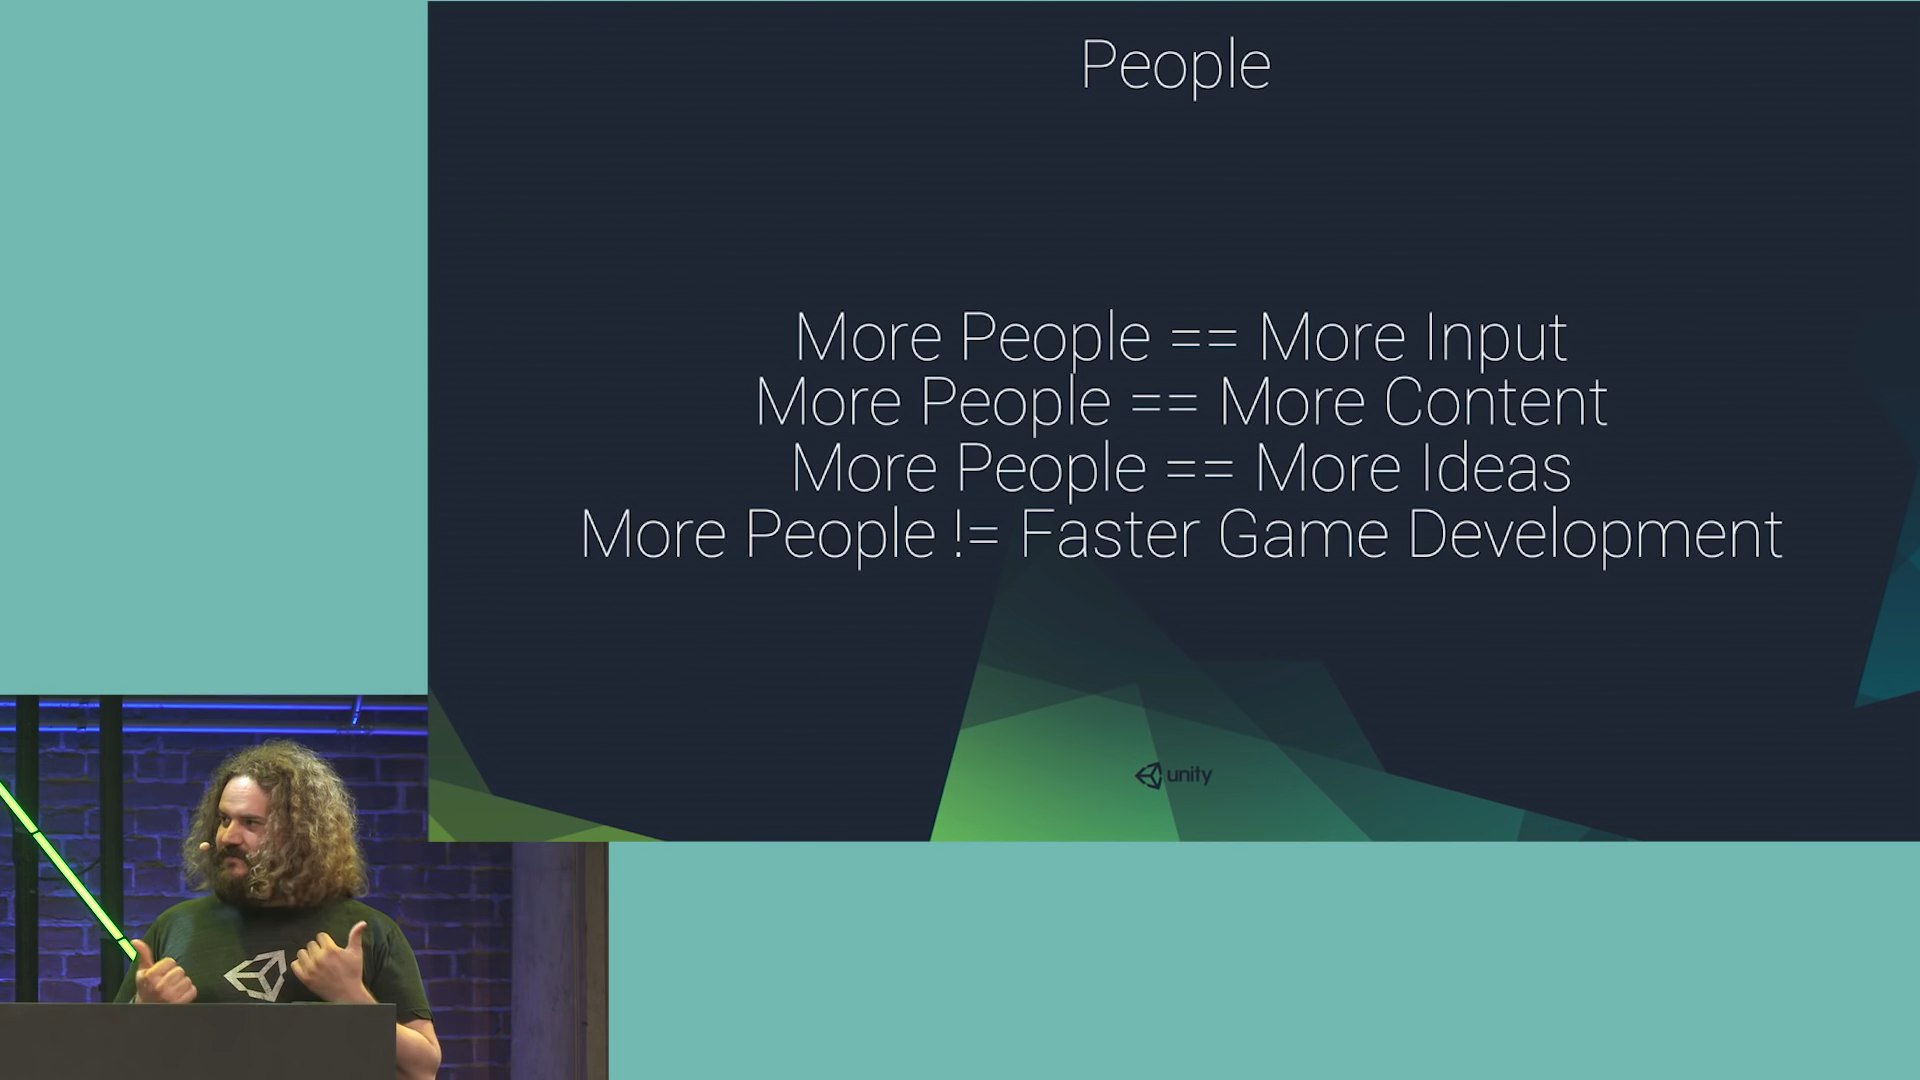 People
More People == More Input
More People == More Content
More People == More Ideas
More People != Faster Game Development
unity